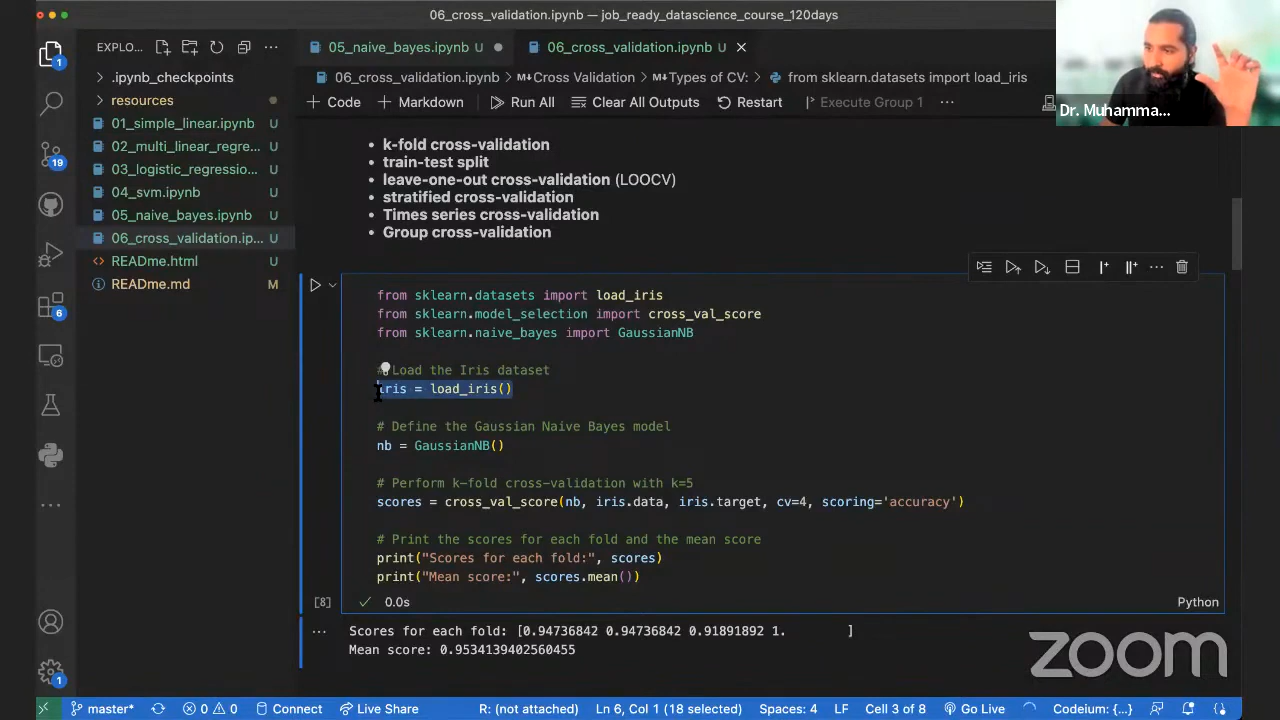 06_cross_validation.ipynb — job_ready_datascience_course_120days
EXPLO...
05_naive_bayes.ipynb U
06_cross_validation.ipynb U
06_cross_validation.ipynb > M↓Cross Validation > M↓Types of CV: > from sklearn.datasets import load_iris
+ Code + Markdown Run All Clear All Outputs Restart Execute Group 1 ...
Dr. Muhamma...
.ipynb_checkpoints
resources
01_simple_linear.ipynb U
02_multi_linear_regre... U
03_logistic_regressio... U
04_svm.ipynb U
05_naive_bayes.ipynb U
06_cross_validation.ip... U
READme.html U
READme.md M
1
19
6
1
• k-fold cross-validation
• train-test split
• leave-one-out cross-validation (LOOCV)
• stratified cross-validation
• Times series cross-validation
• Group cross-validation
from sklearn.datasets import load_iris
from sklearn.model_selection import cross_val_score
from sklearn.naive_bayes import GaussianNB
# Load the Iris dataset
iris = load_iris()
# Define the Gaussian Naive Bayes model
nb = GaussianNB()
# Perform k-fold cross-validation with k=5
scores = cross_val_score(nb, iris.data, iris.target, cv=4, scoring='accuracy')
# Print the scores for each fold and the mean score
print("Scores for each fold:", scores)
print("Mean score:", scores.mean())
[8] 0.0s Python
Scores for each fold: [0.94736842 0.94736842 0.91891892 1. ]
Mean score: 0.9534139402560455
zoom
master* 0 0 Connect Live Share R: (not attached) Ln 6, Col 1 (18 selected) Spaces: 4 LF Cell 3 of 8 Go Live Codeium: {...}